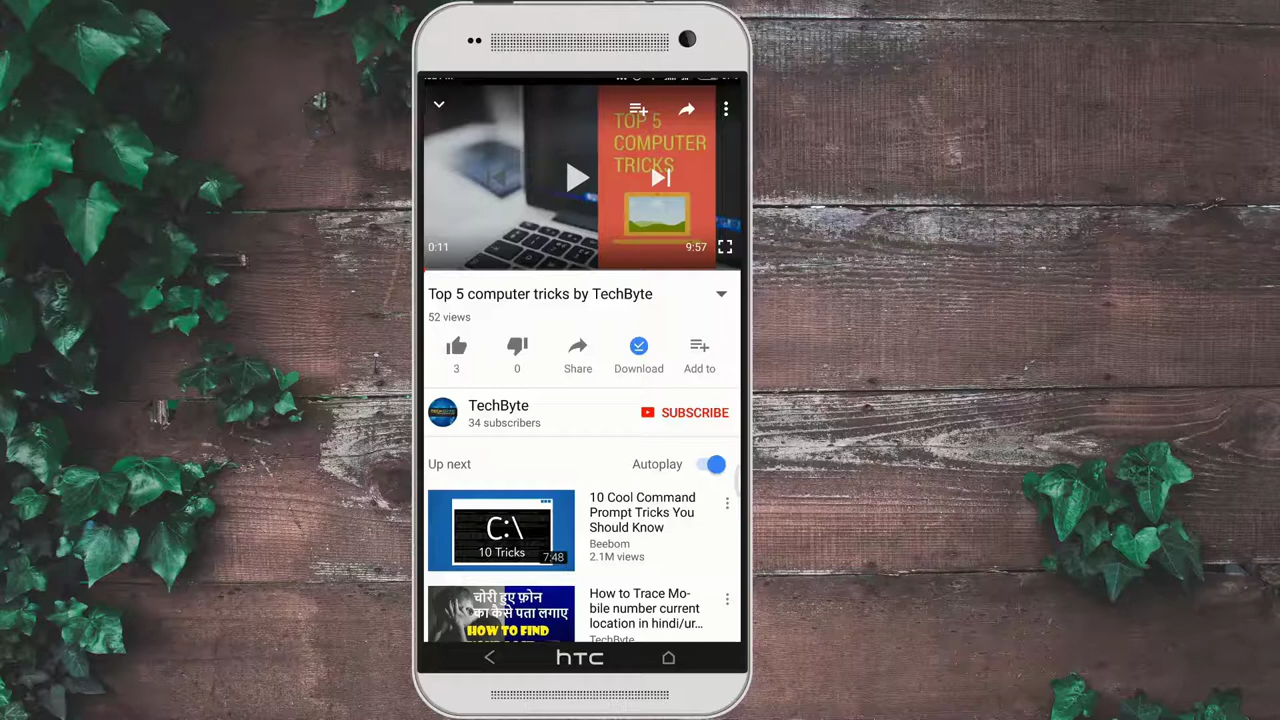 TOP 5
COMPUTER
TRICKS
0:11
9:57
Top 5 computer tricks by TechByte
52 views
3
0
Share
Download
Add to
TechByte
34 subscribers
SUBSCRIBE
Up next
Autoplay
C:\
10 Tricks
7:48
10 Cool Command
Prompt Tricks You
Should Know
Beebom
2.1M views
चोरी हुए फ़ोन
का कैसे पता लगाए
HOW TO FIND
How to Trace Mo-
bile number current
location in hindi/ur...
TechByte
hTC